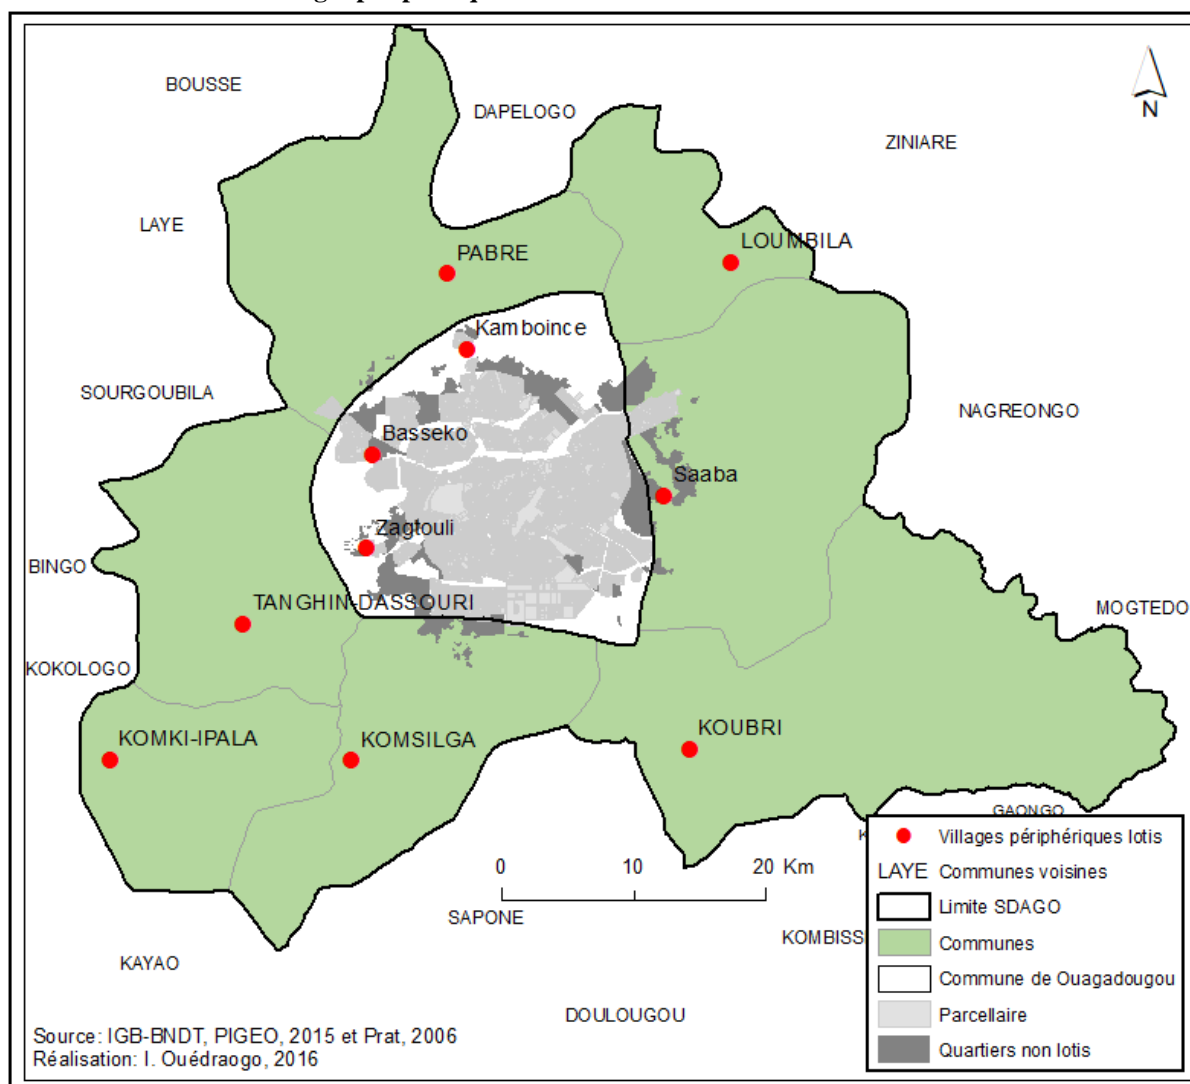 BOUSSE
DAPELOGO
ZINIARE
N
LAYE
PABRE
LOUMBILA
Kamboince
SOURGOUBILA
NAGREONGO
Basseko
Saaba
Zagtouli
BINGO
TANGHIN-DASSOURI
MOGTEDO
KOKOLOGO
KOMKI-IPALA
KOMSILGA
KOUBRI
GAONGO
0 10 20 Km
SAPONE
KOMBISS
KAYAO
DOULOUGOU
Villages périphériques lotis
LAYE Communes voisines
Limite SDAGO
Communes
Commune de Ouagadougou
Parcellaire
Quartiers non lotis
Source: IGB-BNDT, PIGEO, 2015 et Prat, 2006
Réalisation: I. Ouédraogo, 2016